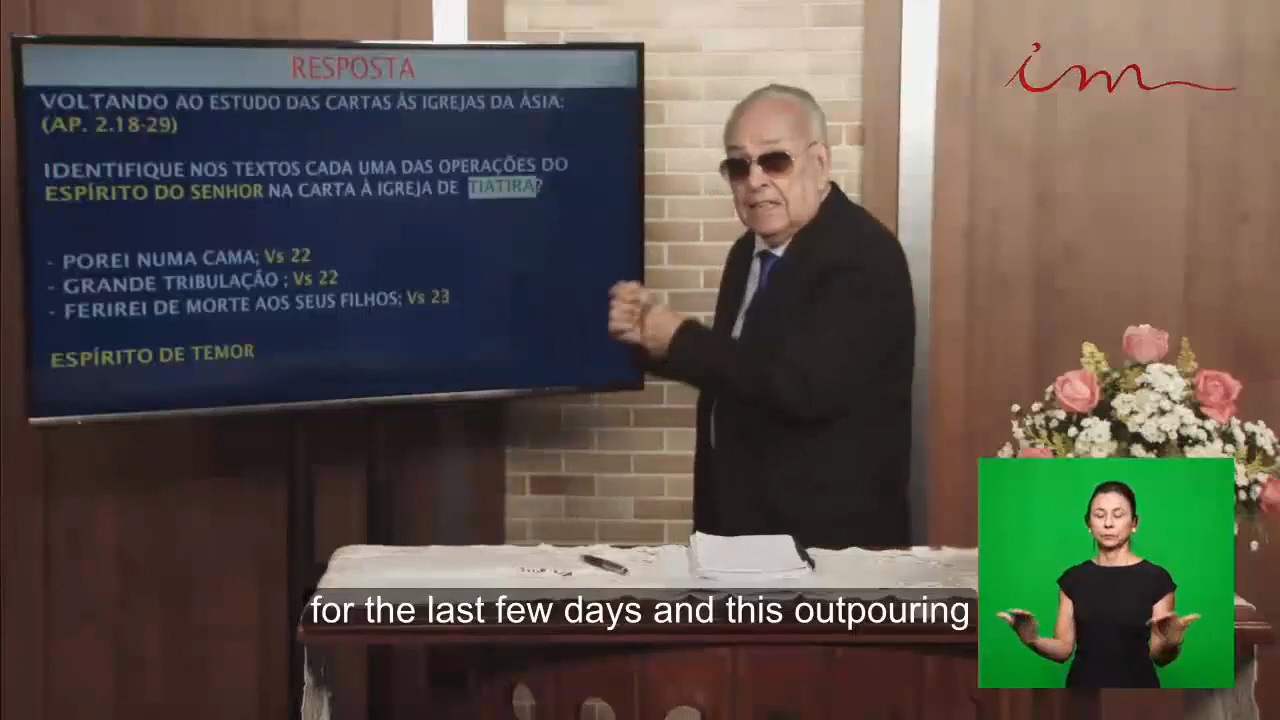 RESPOSTA
VOLTANDO AO ESTUDO DAS CARTAS ÀS IGREJAS DA ÁSIA:
(AP. 2.18-29)
IDENTIFIQUE NOS TEXTOS CADA UMA DAS OPERAÇÕES DO
ESPÍRITO DO SENHOR NA CARTA À IGREJA DE TIATIRA?
- POREI NUMA CAMA; Vs 22
- GRANDE TRIBULAÇÃO ; Vs 22
- FERIREI DE MORTE AOS SEUS FILHOS; Vs 23
ESPÍRITO DE TEMOR
im
for the last few days and this outpouring